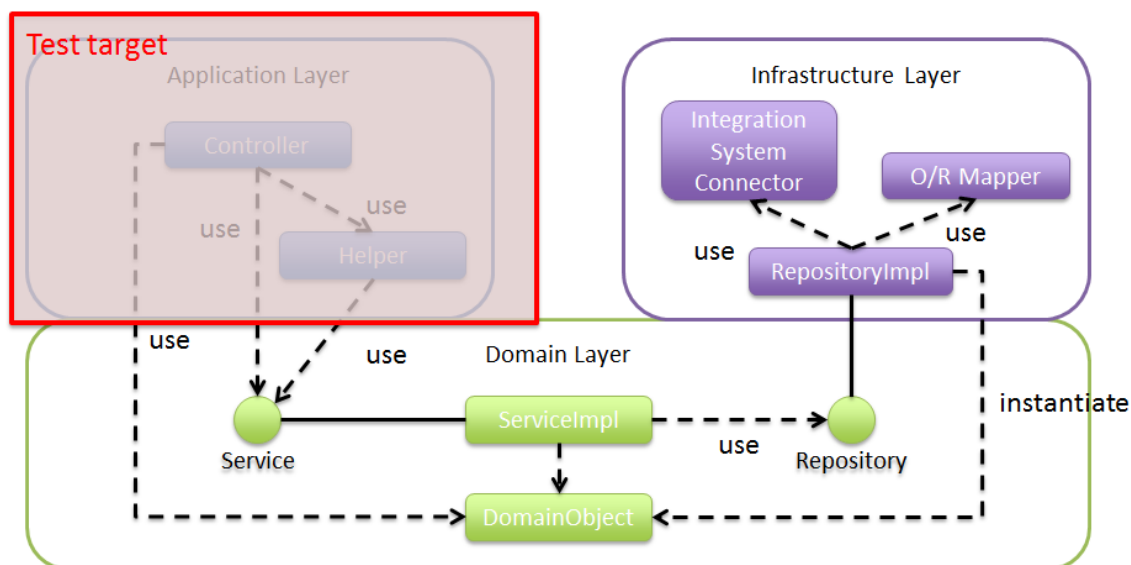 Test target
Application Layer
Controller
use
use
Helper
use
use
Infrastructure Layer
Integration
System
Connector
O/R Mapper
use
use
RepositoryImpl
instantiate
Domain Layer
Service
ServiceImpl
use
Repository
DomainObject